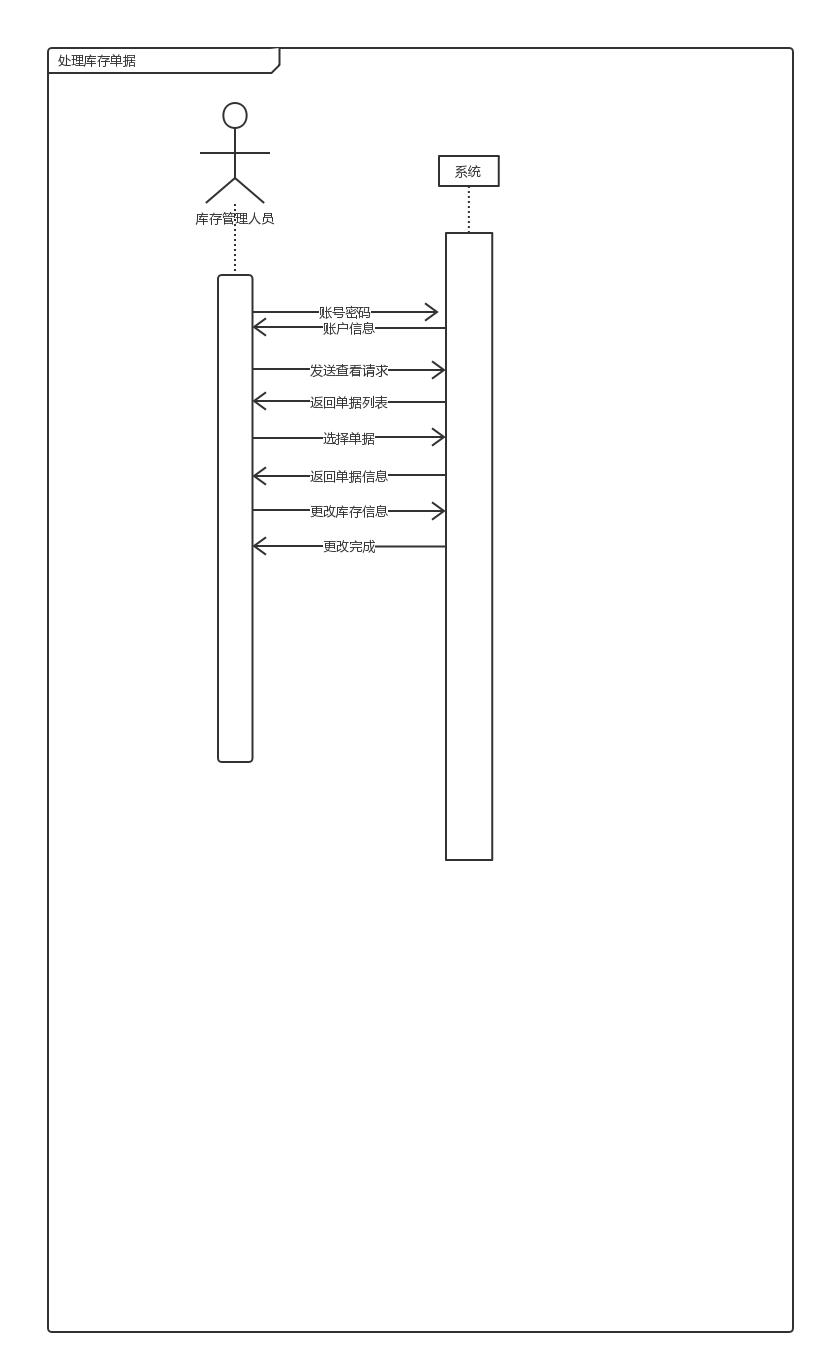 处理库存单据
系统
库存管理人员
账号密码
账户信息
发送查看请求
返回单据列表
选择单据
返回单据信息
更改库存信息
更改完成